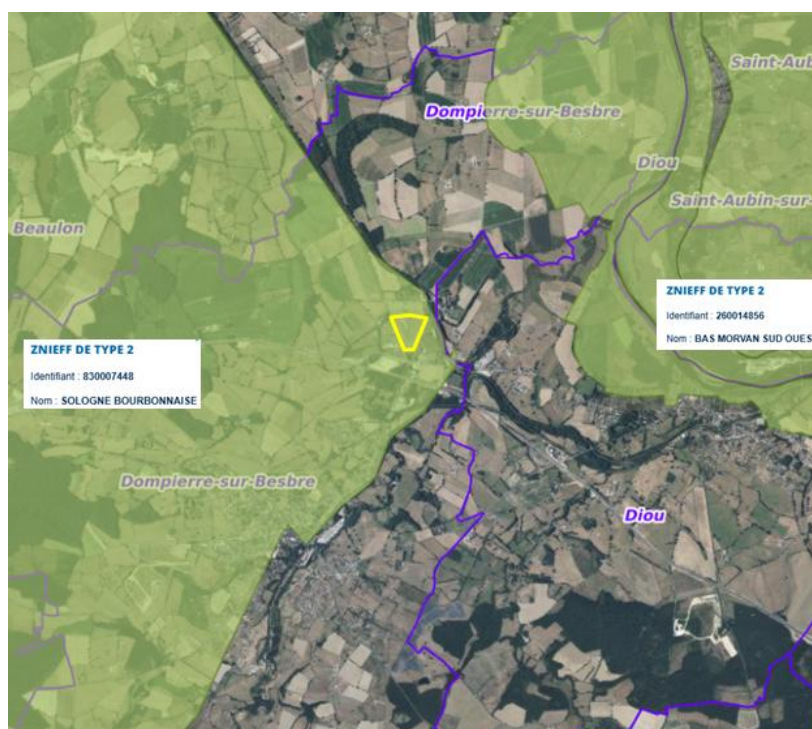 Saint-Aubi
Dompierre-sur-Besbre
Diou
Saint-Aubin-sur-
Beaulon
ZNIEFF DE TYPE 2
Identifiant : 260014856
Nom : BAS MORVAN SUD OUES
ZNIEFF DE TYPE 2
Identifiant : 830007448
Nom : SOLOGNE BOURBONNAISE
Dompierre-sur-Besbre
Diou